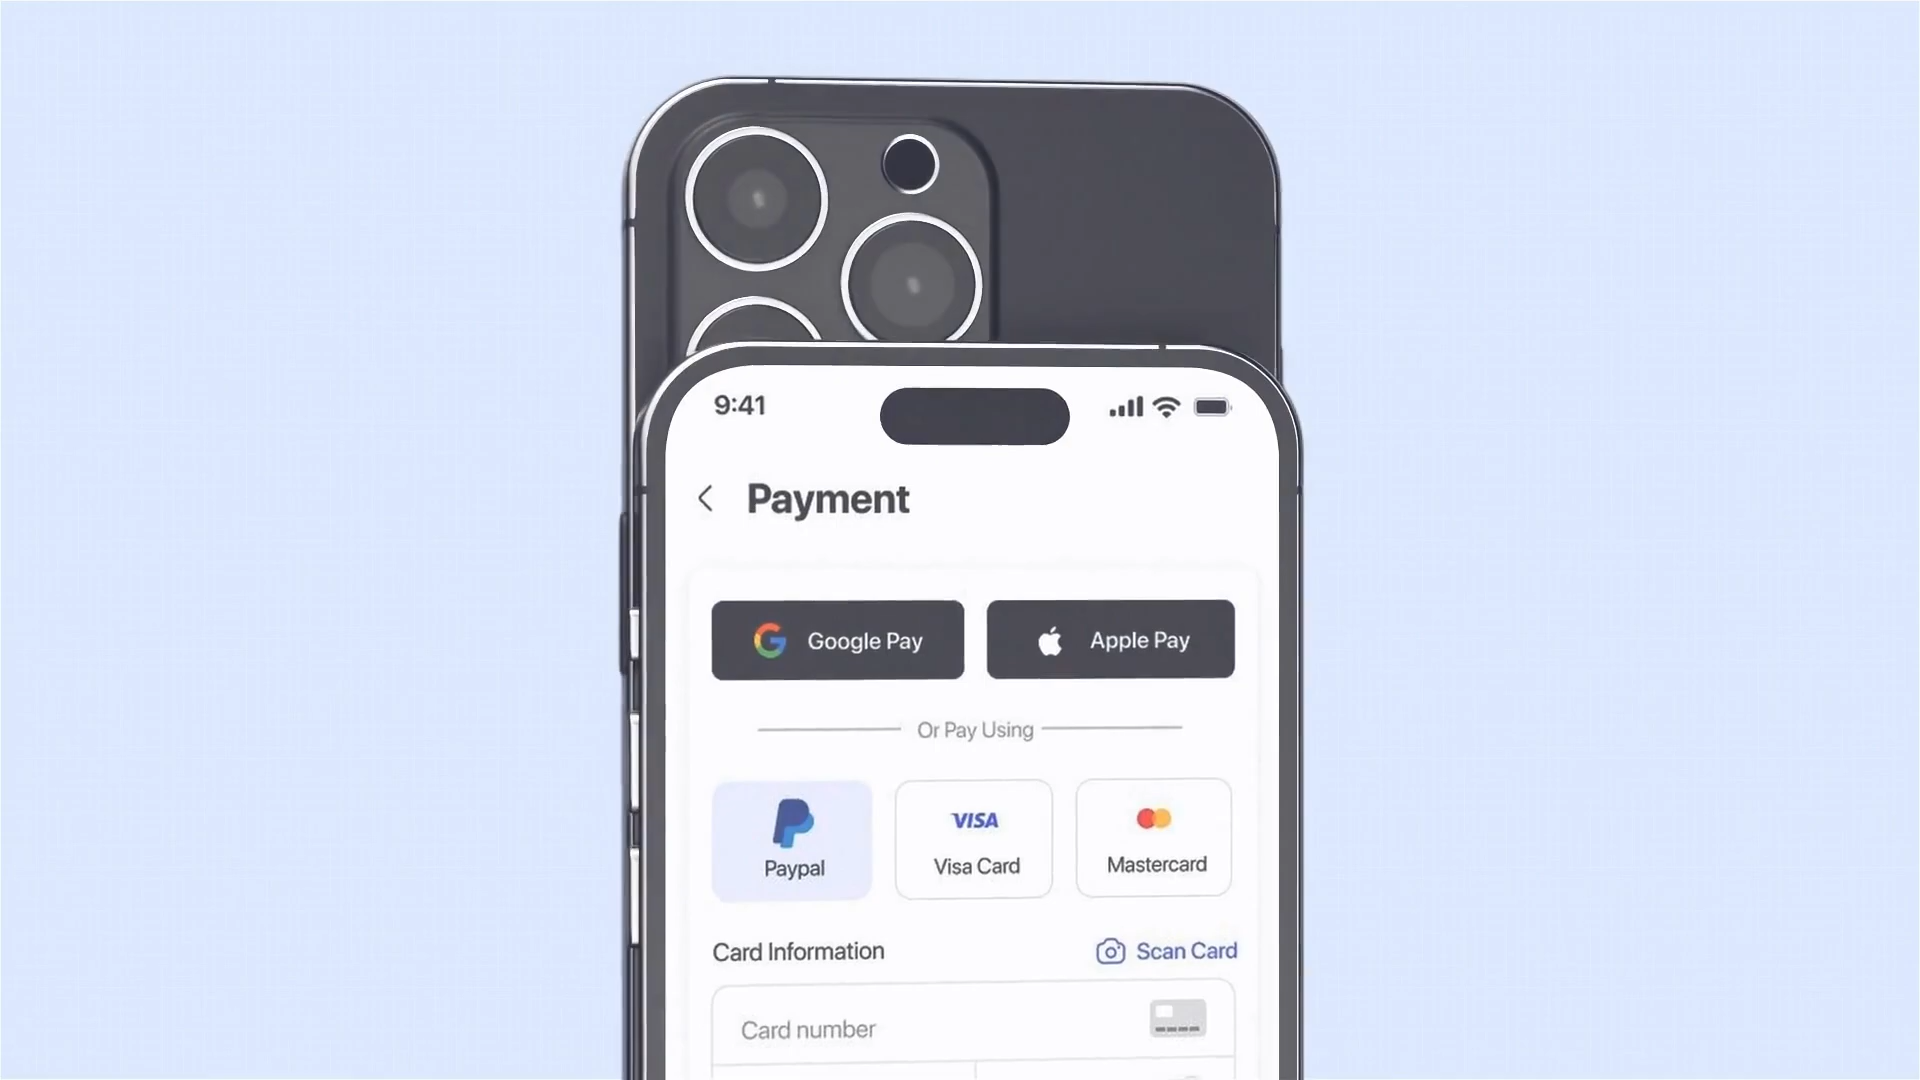 9:41
Payment
Google Pay
Apple Pay
Or Pay Using
Paypal
VISA
Visa Card
Mastercard
Card Information
Scan Card
Card number